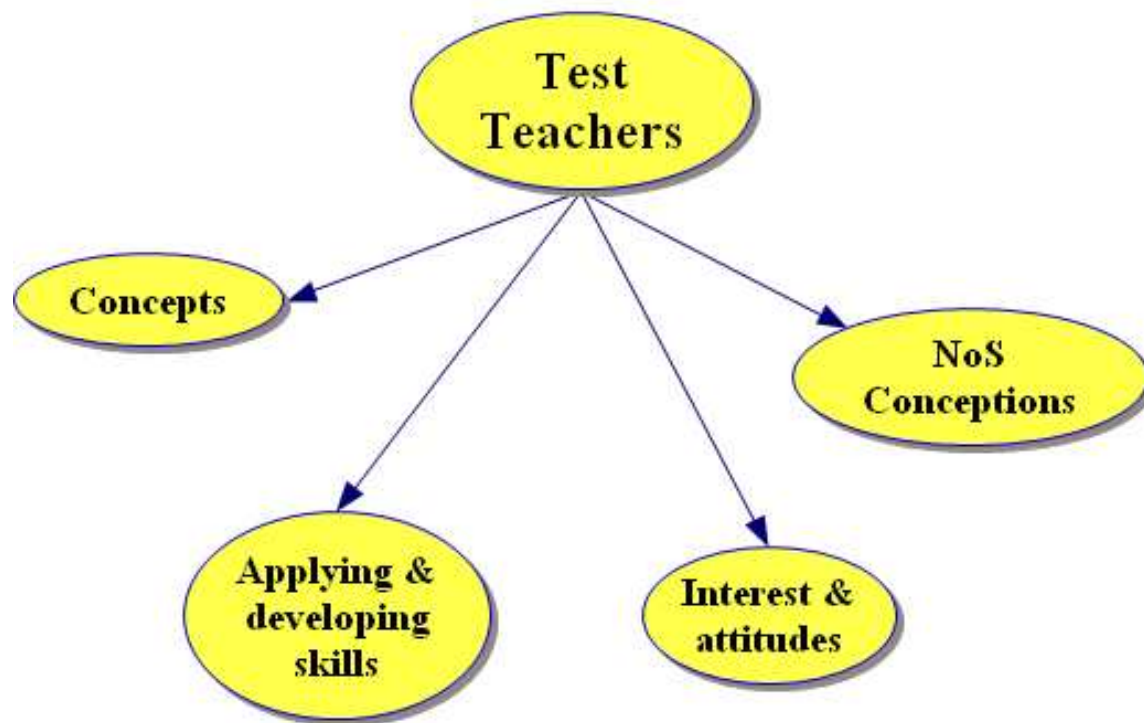 Test
Teachers
Concepts
NoS
Conceptions
Applying &
developing
skills
Interest &
attitudes